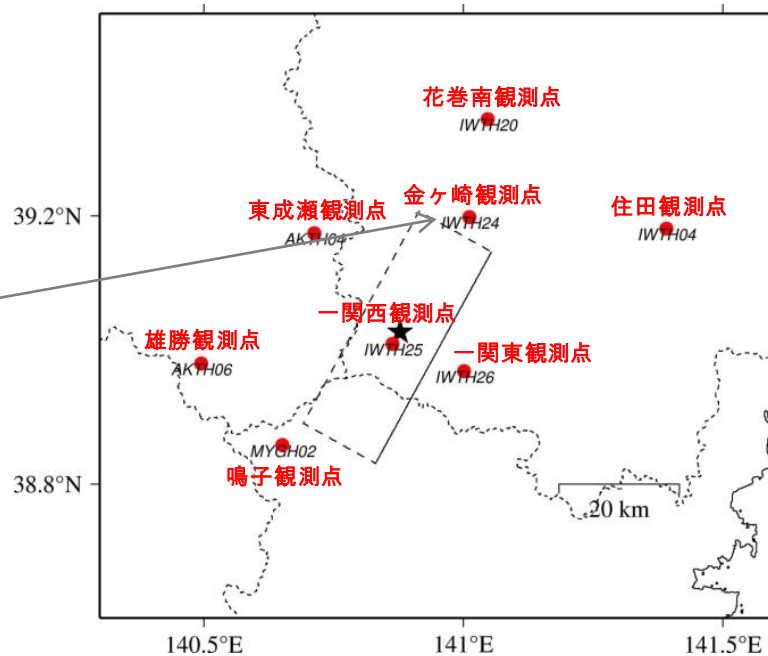 花巻南観測点
IWTH20
金ヶ崎観測点
東成瀬観測点
住田観測点
39.2°N
IWTH24
AKTH04
IWTH04
一関西観測点
雄勝観測点
IWTH25
一関東観測点
AKTH06
IWTH26
MYGH02
鳴子観測点
38.8°N
20 km
140.5°E
141°E
141.5°E